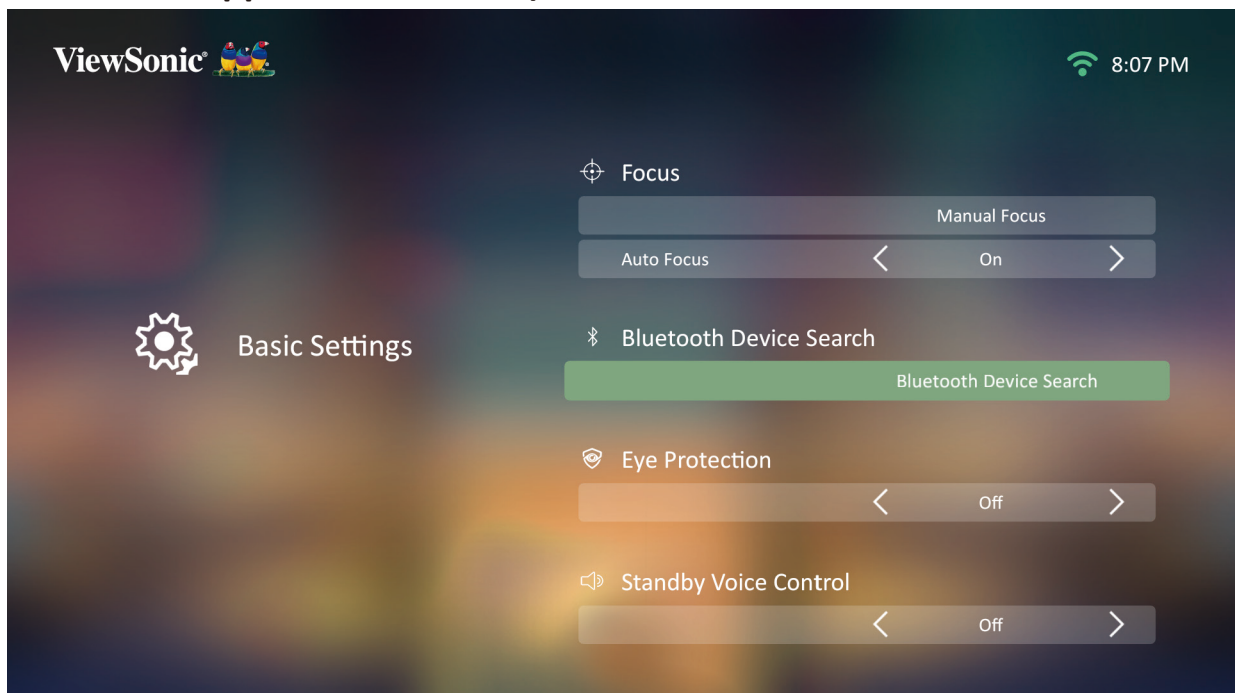 ViewSonic®
8:07 PM
Focus
Manual Focus
Auto Focus On
Basic Settings
Bluetooth Device Search
Bluetooth Device Search
Eye Protection
Off
Standby Voice Control
Off